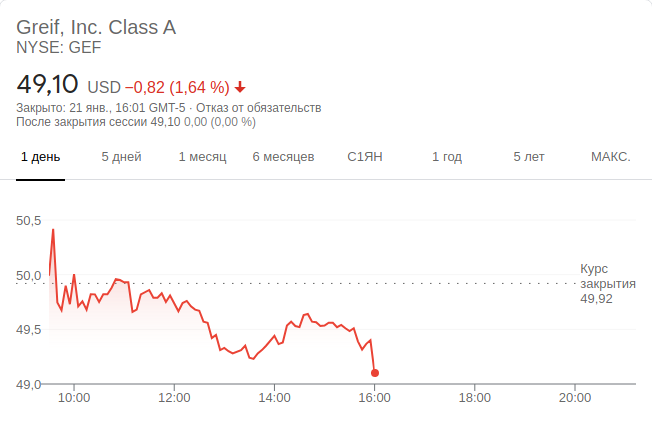 Greif, Inc. Class A
NYSE: GEF
49,10 USD −0,82 (1,64 %)
Закрыто: 21 янв., 16:01 GMT-5 · Отказ от обязательств
После закрытия сессии 49,10 0,00 (0,00 %)
1 день 5 дней 1 месяц 6 месяцев С1ЯН 1 год 5 лет МАКС.
50,5
50,0
49,5
49,0
Курс
закрытия
49,92
10:00 12:00 14:00 16:00 18:00 20:00